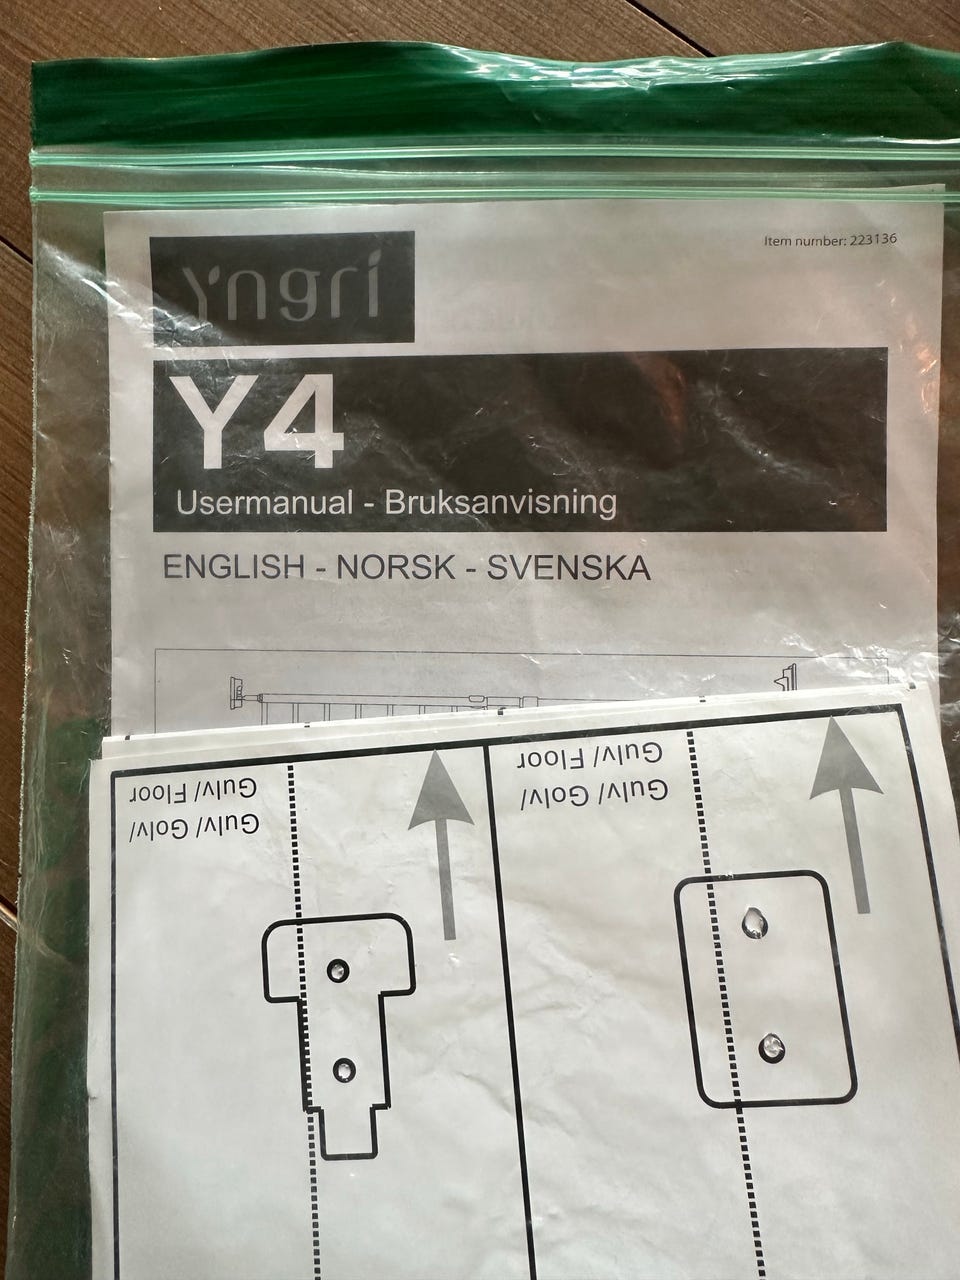 Yngri
Item number: 223136
Y4
Usermanual - Bruksanvisning
ENGLISH - NORSK - SVENSKA
Gulv/ Golv/
Gulv/ Floor
Gulv/ Golv/
Gulv/ Floor